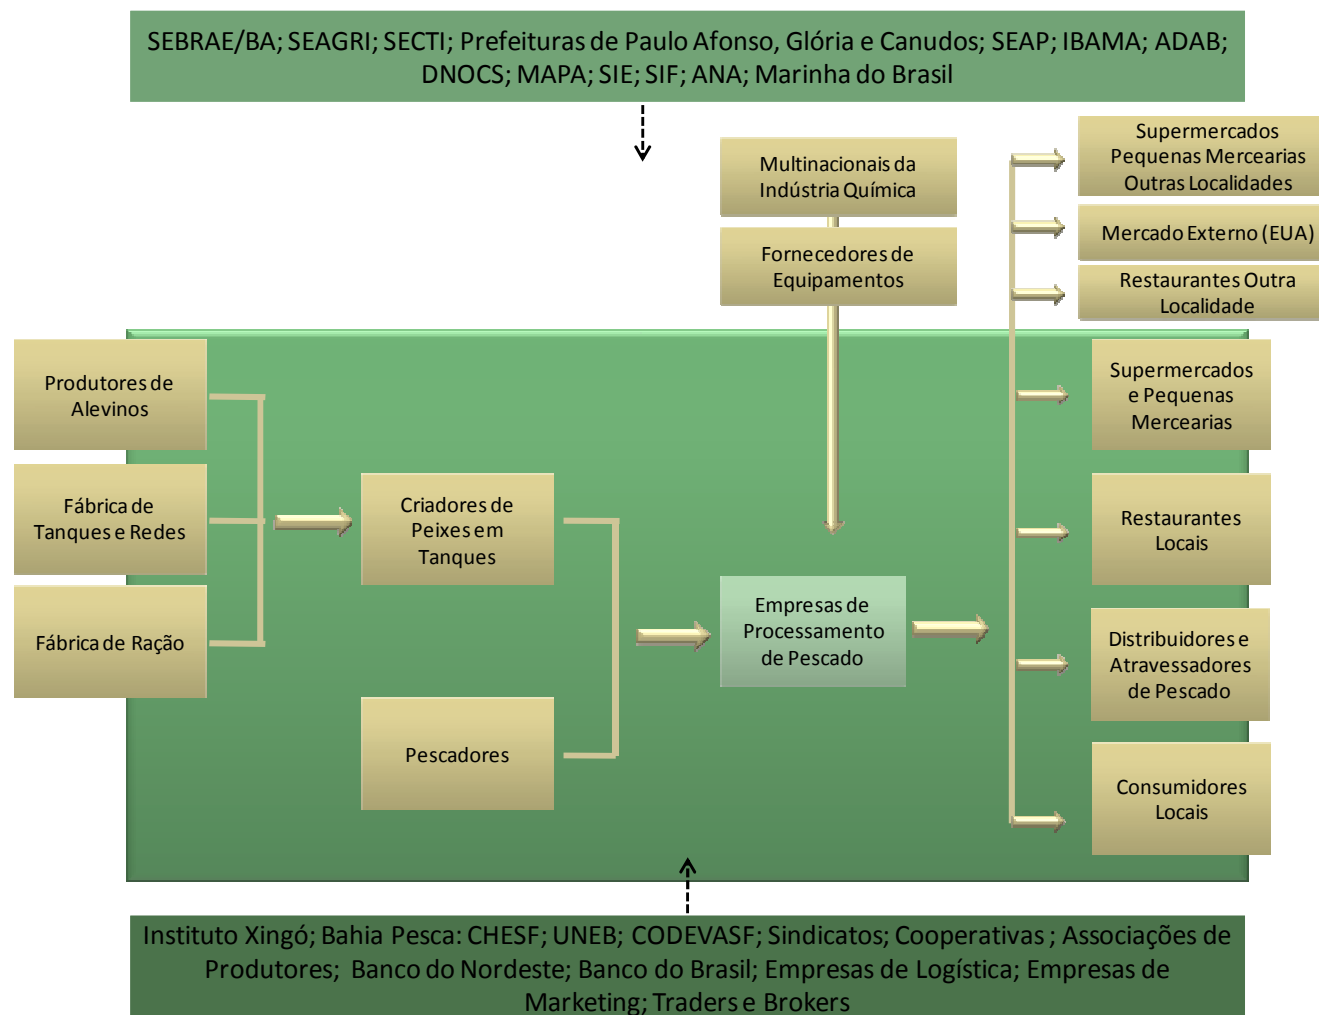 SEBRAE/BA; SEAGRI; SECTI; Prefeituras de Paulo Afonso, Glória e Canudos; SEAP; IBAMA; ADAB;
DNOCS; MAPA; SIE; SIF; ANA; Marinha do Brasil
Multinacionais da
Indústria Química
Fornecedores de
Equipamentos
Supermercados
Pequenas Mercearias
Outras Localidades
Mercado Externo (EUA)
Restaurantes Outra
Localidade
Produtores de
Alevinos
Fábrica de
Tanques e Redes
Fábrica de Ração
Criadores de
Peixes em
Tanques
Pescadores
Empresas de
Processamento
de Pescado
Supermercados
e Pequenas
Mercearias
Restaurantes
Locais
Distribuidores e
Atravessadores
de Pescado
Consumidores
Locais
Instituto Xingó; Bahia Pesca: CHESF; UNEB; CODEVASF; Sindicatos; Cooperativas ; Associações de
Produtores; Banco do Nordeste; Banco do Brasil; Empresas de Logística; Empresas de
Marketing; Traders e Brokers